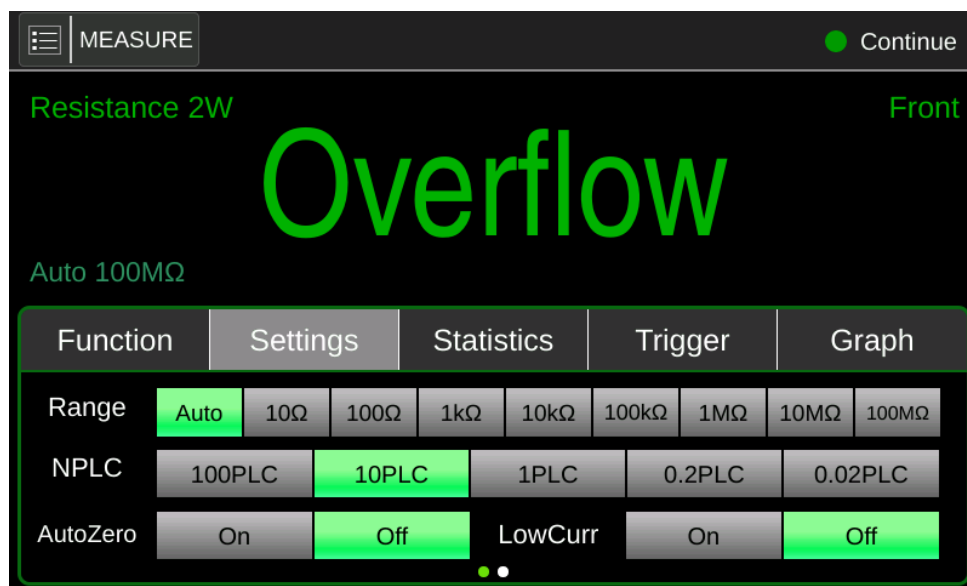 MEASURE Continue
Resistance 2W Front
Overflow
Auto 100MΩ
Function Settings Statistics Trigger Graph
Range Auto 10Ω 100Ω 1kΩ 10kΩ 100kΩ 1MΩ 10MΩ 100MΩ
NPLC 100PLC 10PLC 1PLC 0.2PLC 0.02PLC
AutoZero On Off LowCurr On Off